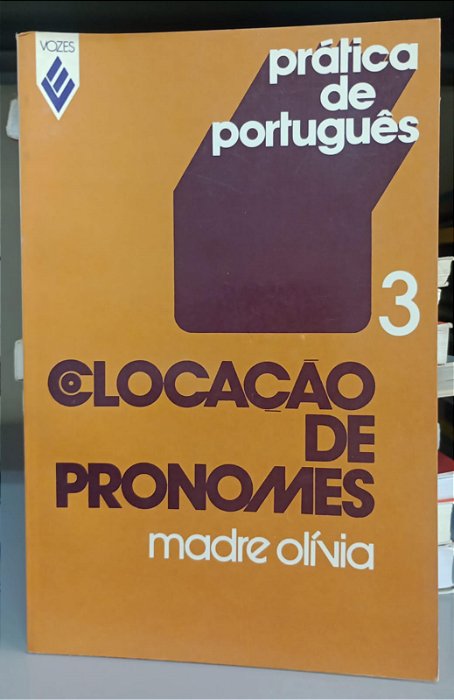 VOZES
prática
de
português
3
COLOCAÇÃO
DE
PRONOMES
madre olívia